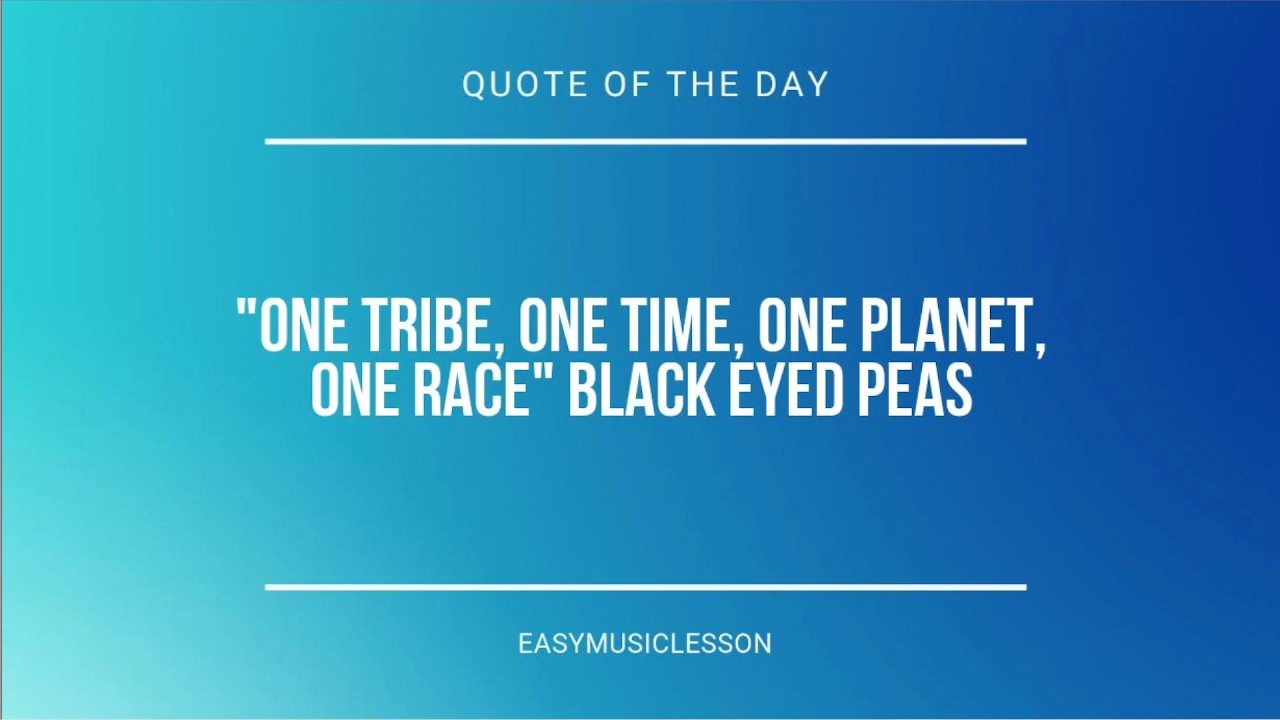 QUOTE OF THE DAY
"ONE TRIBE, ONE TIME, ONE PLANET,
ONE RACE" BLACK EYED PEAS
EASYMUSICLESSON